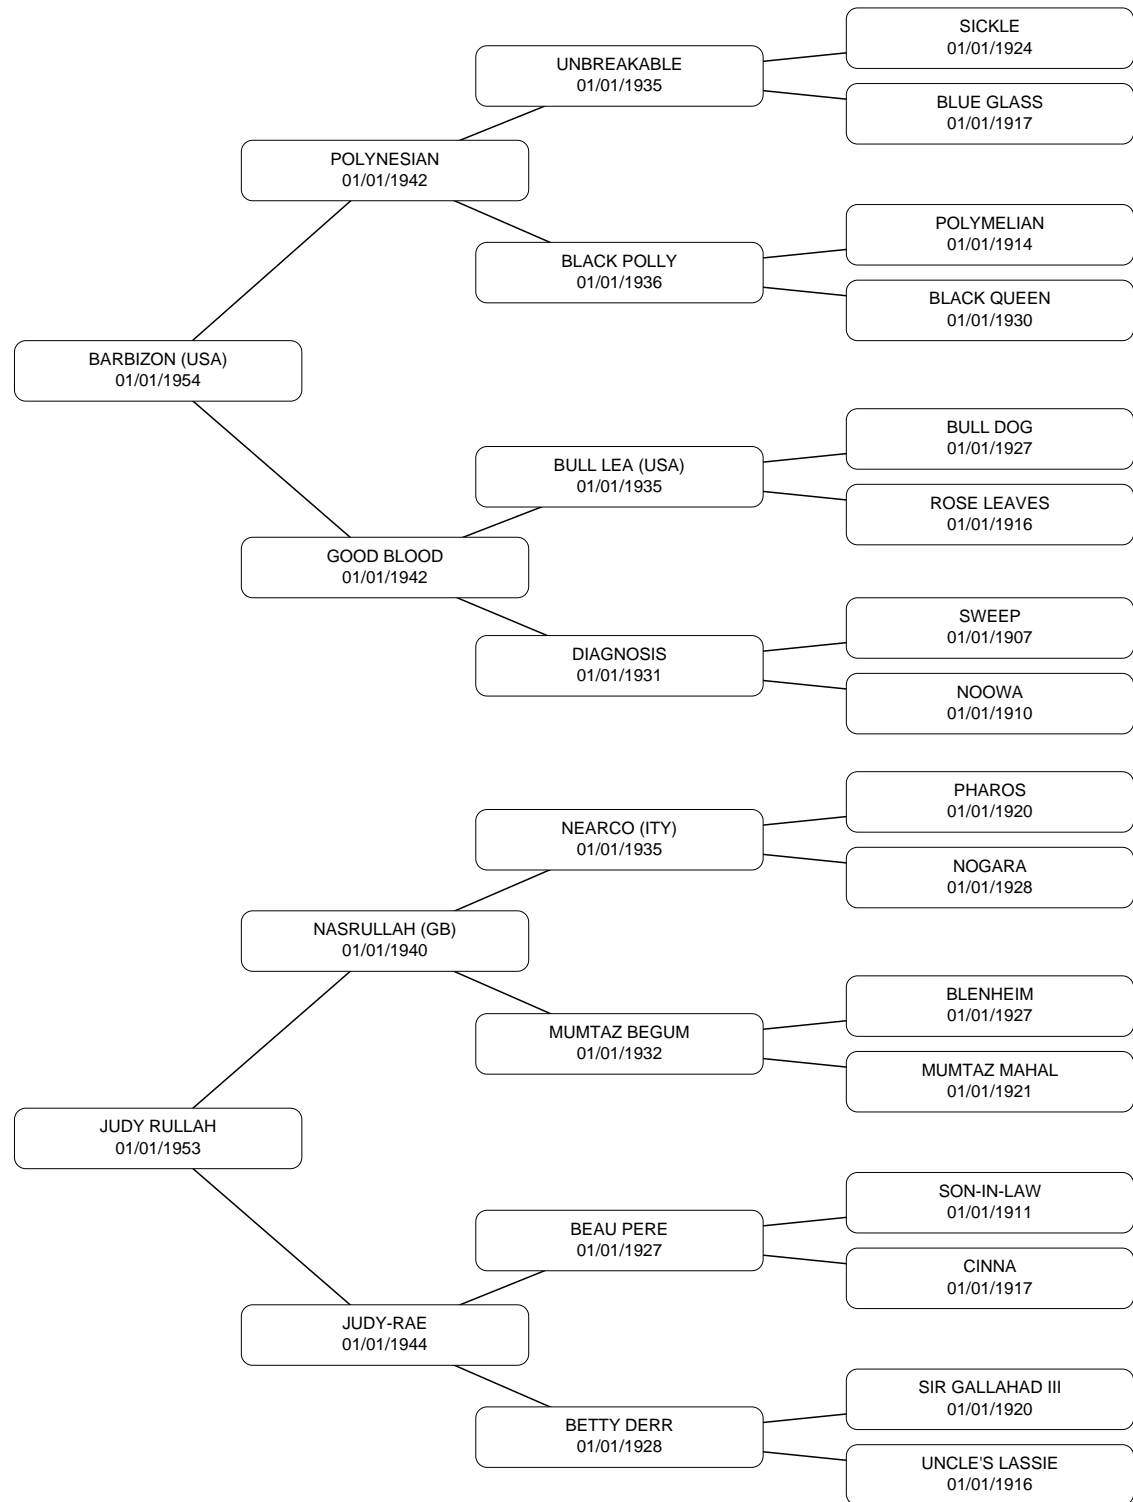 SICKLE
01/01/1924
UNBREAKABLE
01/01/1935
BLUE GLASS
01/01/1917
POLYNESIAN
01/01/1942
POLYMELIAN
01/01/1914
BLACK POLLY
01/01/1936
BLACK QUEEN
01/01/1930
BARBIZON (USA)
01/01/1954
BULL DOG
01/01/1927
BULL LEA (USA)
01/01/1935
ROSE LEAVES
01/01/1916
GOOD BLOOD
01/01/1942
SWEEP
01/01/1907
DIAGNOSIS
01/01/1931
NOOWA
01/01/1910
PHAROS
01/01/1920
NEARCO (ITY)
01/01/1935
NOGARA
01/01/1928
NASRULLAH (GB)
01/01/1940
BLENHEIM
01/01/1927
MUMTAZ BEGUM
01/01/1932
MUMTAZ MAHAL
01/01/1921
JUDY RULLAH
01/01/1953
SON-IN-LAW
01/01/1911
BEAU PERE
01/01/1927
CINNA
01/01/1917
JUDY-RAE
01/01/1944
SIR GALLAHAD III
01/01/1920
BETTY DERR
01/01/1928
UNCLE'S LASSIE
01/01/1916